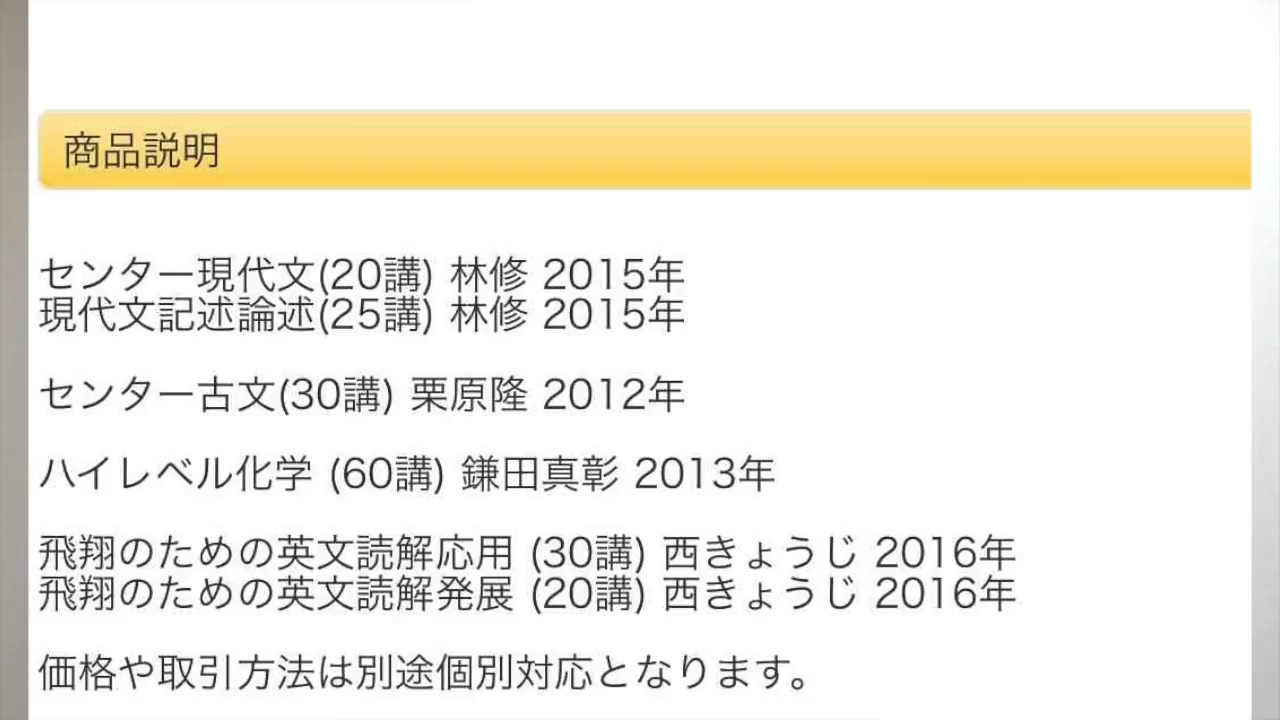 商品説明
センター現代文(20講) 林修 2015年
現代文記述論述(25講) 林修 2015年
センター古文(30講) 栗原隆 2012年
ハイレベル化学 (60講) 鎌田真彰 2013年
飛翔のための英文読解応用 (30講) 西きょうじ 2016年
飛翔のための英文読解発展 (20講) 西きょうじ 2016年
価格や取引方法は別途個別対応となります。